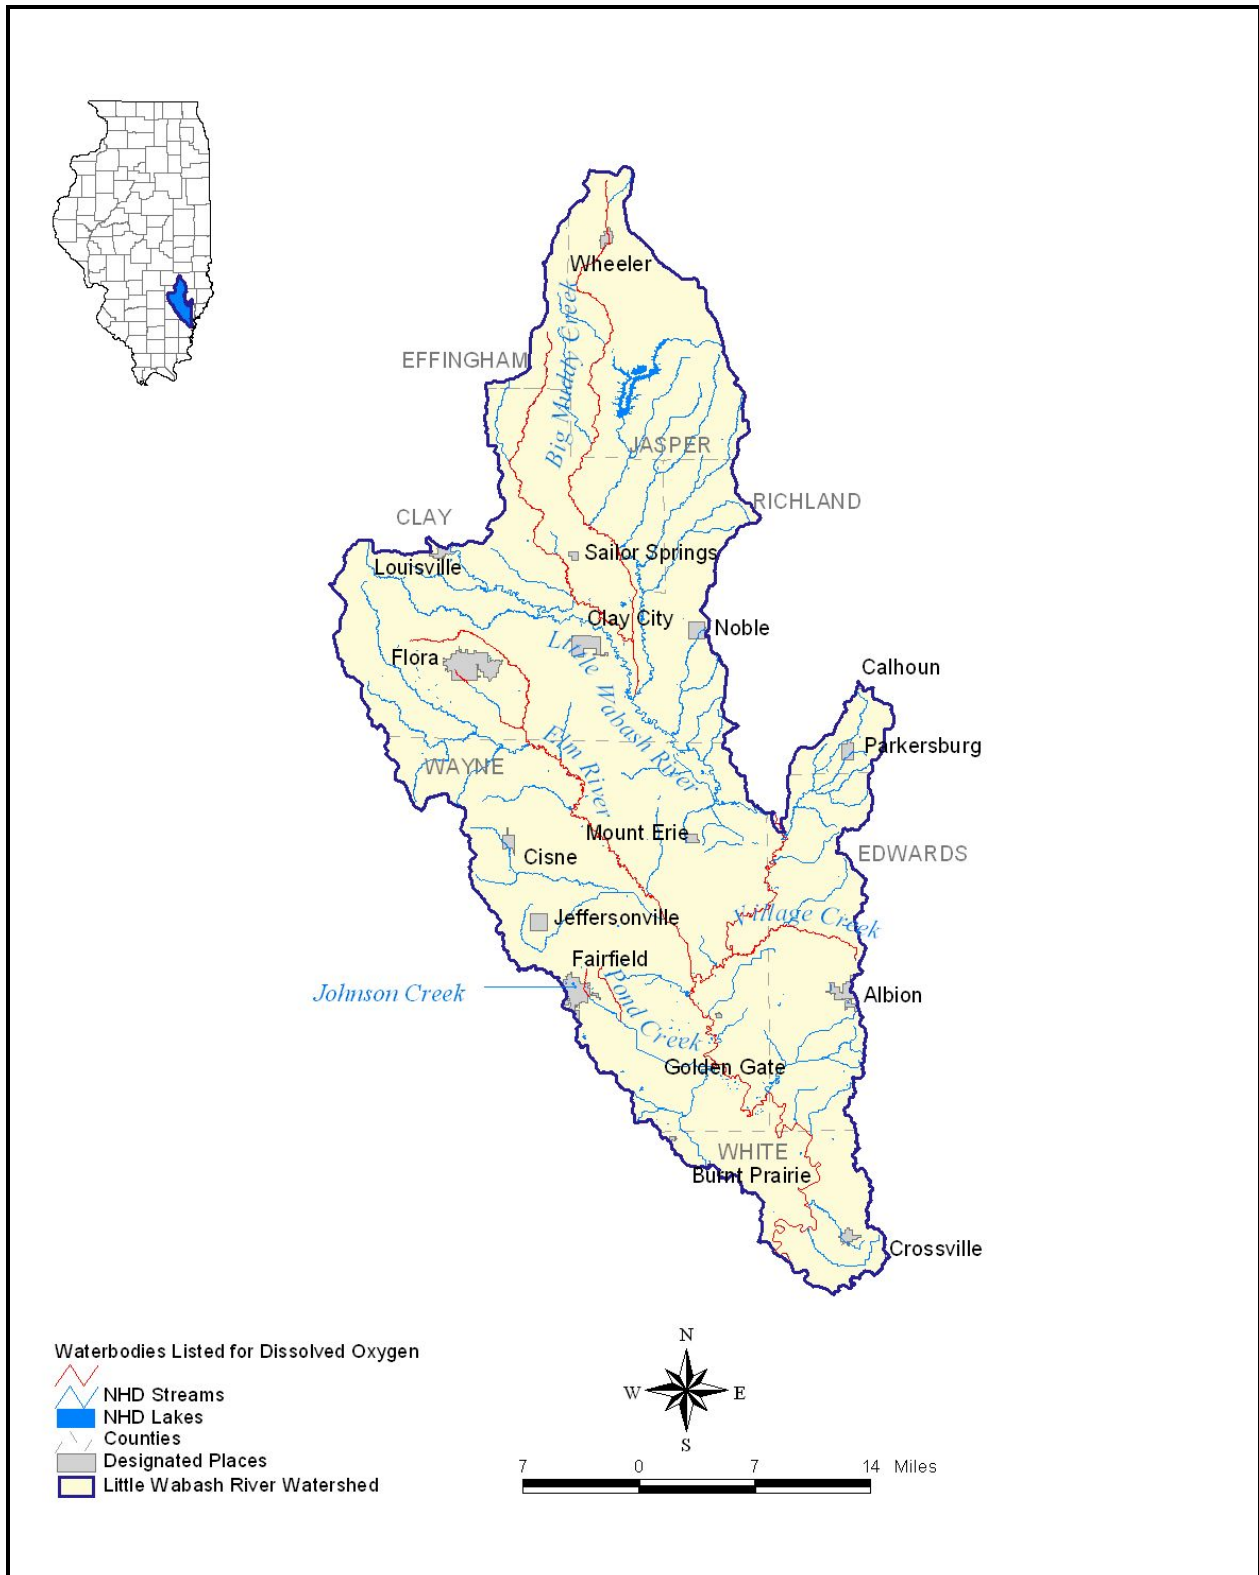 Wheeler
Big Muddy Creek
EFFINGHAM
JASPER
RICHLAND
CLAY
Sailor Springs
Louisville
Clay City
Noble
Flora
Little Wabash River
Calhoun
Elm River
Parkersburg
WAYNE
Mount Erie
Cisne
EDWARDS
Jeffersonville
Village Creek
Fairfield
Johnson Creek
Pond Creek
Albion
Golden Gate
WHITE
Burnt Prairie
Crossville
Waterbodies Listed for Dissolved Oxygen
NHD Streams
NHD Lakes
Counties
Designated Places
Little Wabash River Watershed
N
W E
S
7 0 7 14 Miles